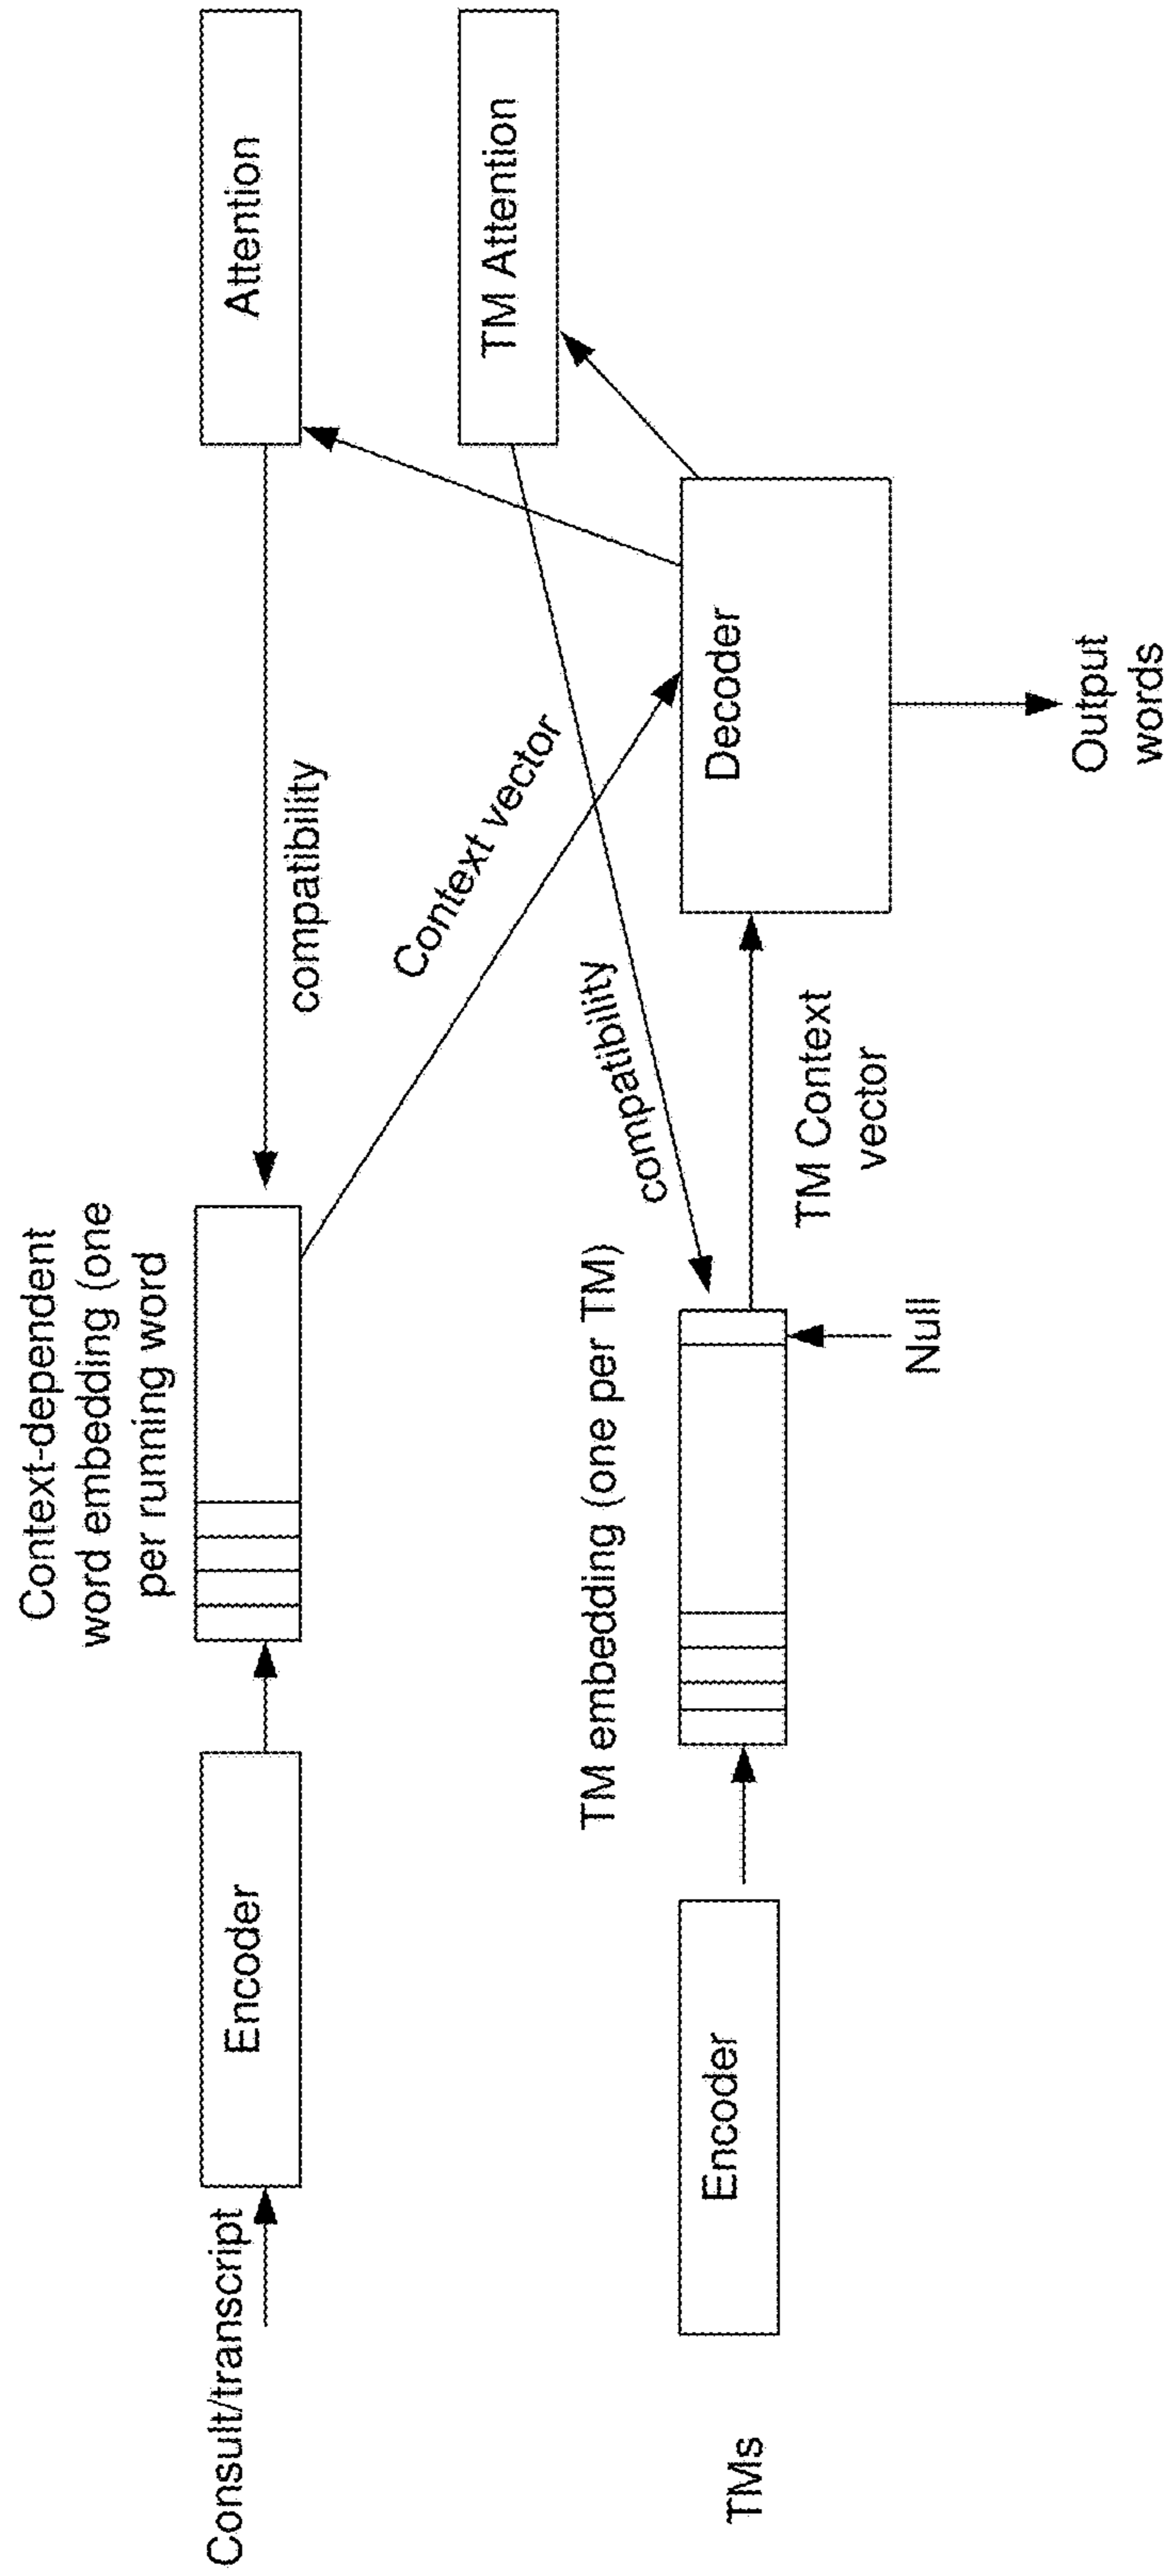 Consult/transcript
Encoder
Context-dependent
word embedding (one
per running word
compatibility
Attention
Context vector
TM Attention
TMs
Encoder
TM embedding (one per TM)
compatibility
Null
TM Context
vector
Decoder
Output
words